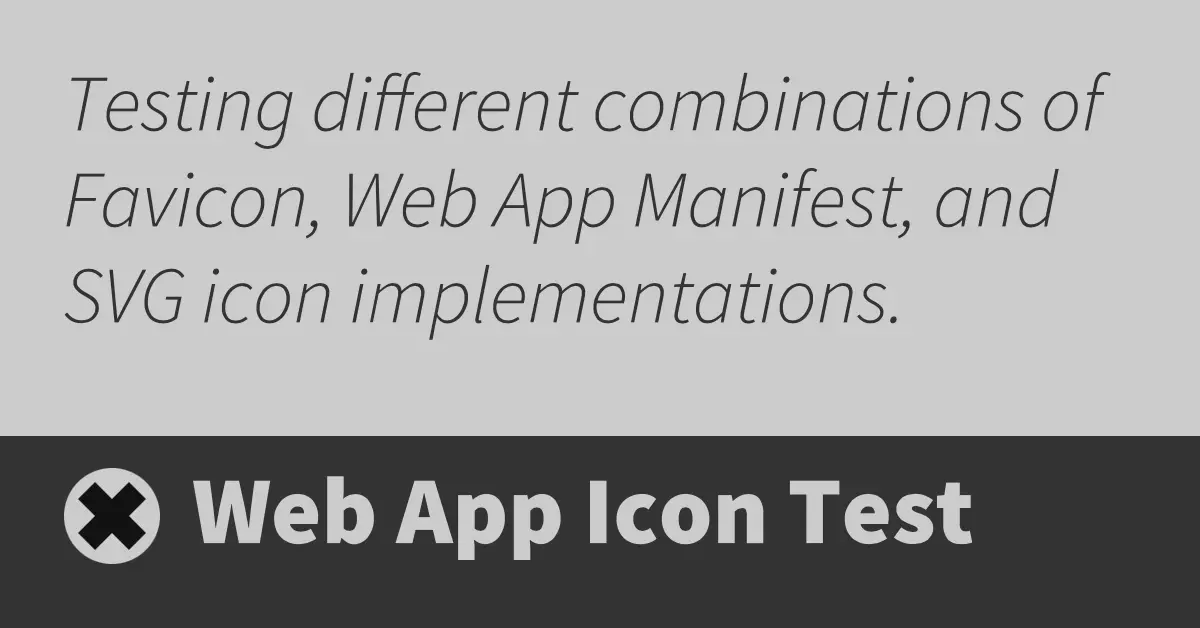 Testing different combinations of
Favicon, Web App Manifest, and
SVG icon implementations.
Web App Icon Test